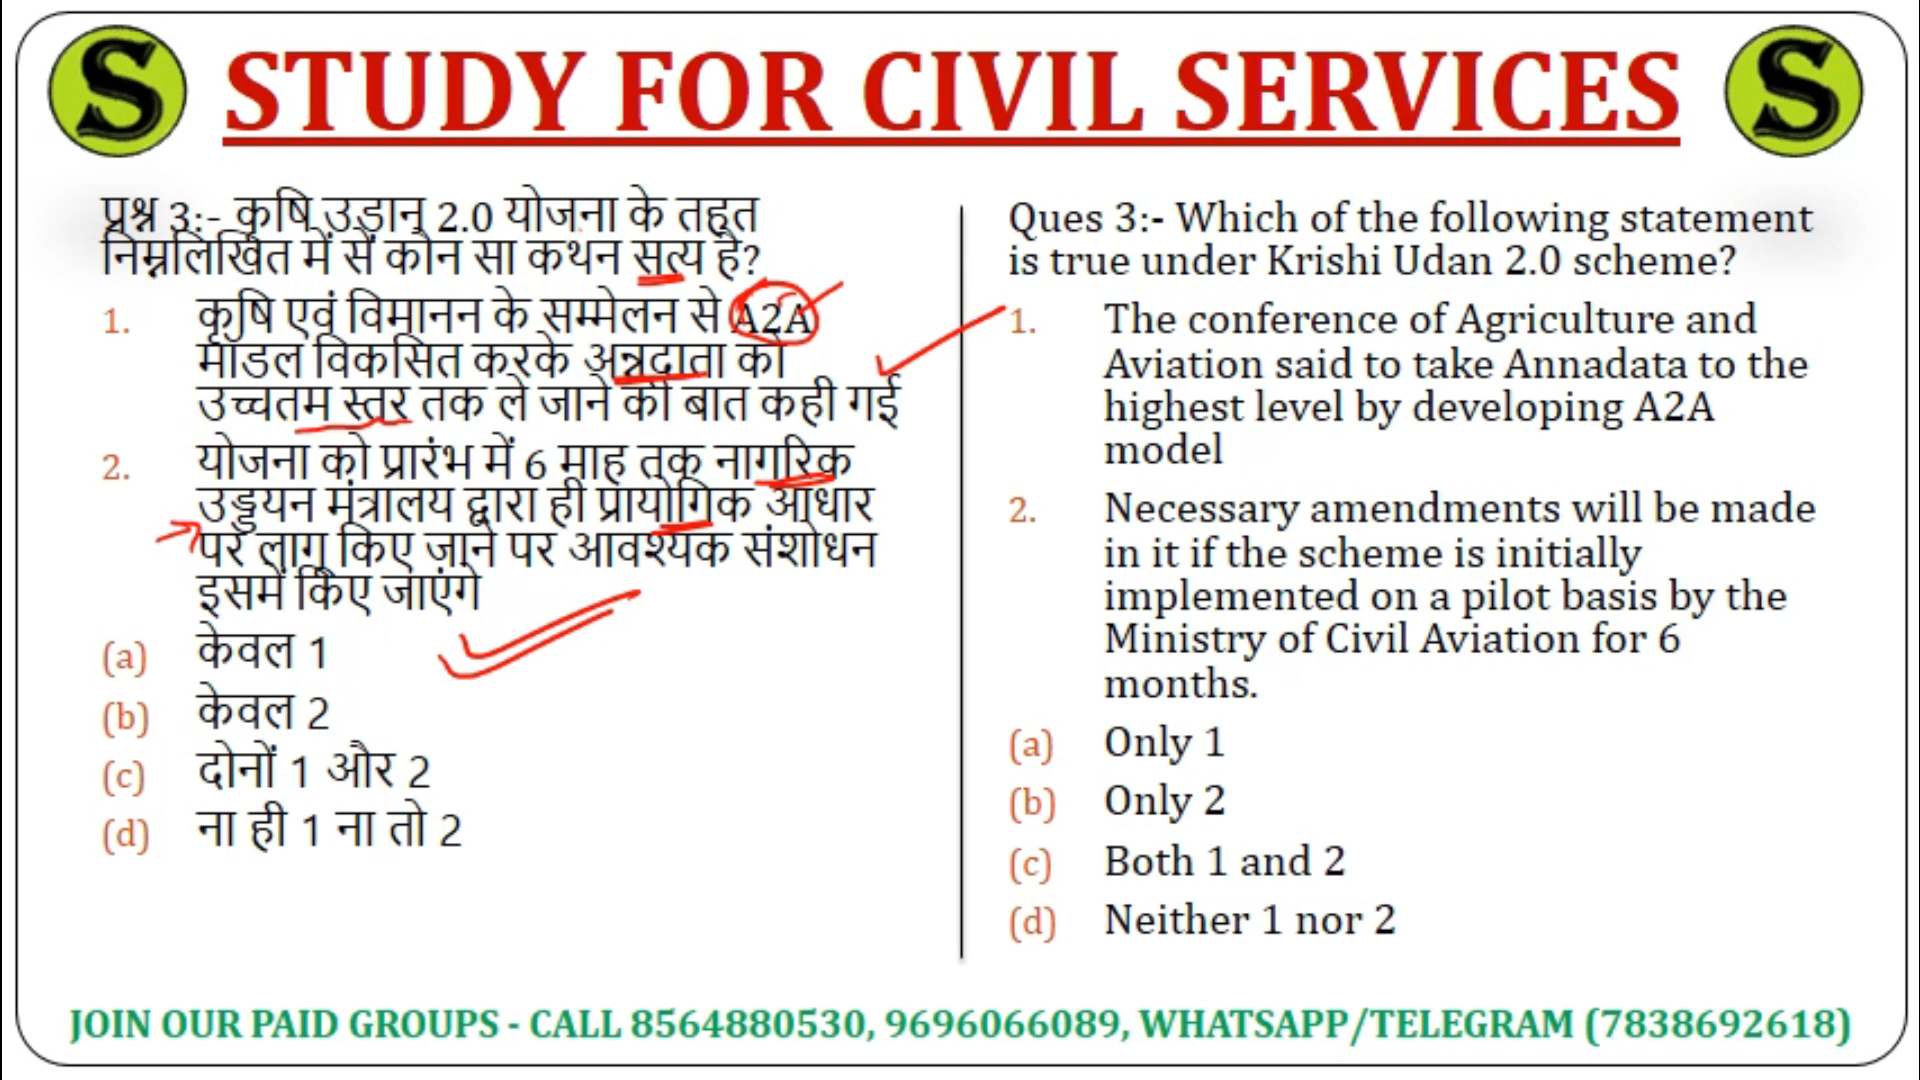 S STUDY FOR CIVIL SERVICES S
प्रश्न 3:- कृषि उड़ान 2.0 योजना के तहत
निम्नलिखित में से कौन सा कथन सत्य है?
1. कृषि एवं विमानन के सम्मेलन से A2A
मॉडल विकसित करके अन्नदाता को
उच्चतम स्तर तक ले जाने की बात कही गई
2. योजना को प्रारंभ में 6 माह तक नागरिक
उड्डयन मंत्रालय द्वारा ही प्रायोगिक आधार
पर लागू किए जाने पर आवश्यक संशोधन
इसमें किए जाएंगे
(a) केवल 1
(b) केवल 2
(c) दोनों 1 और 2
(d) ना ही 1 ना तो 2
Ques 3:- Which of the following statement
is true under Krishi Udan 2.0 scheme?
1. The conference of Agriculture and
Aviation said to take Annadata to the
highest level by developing A2A
model
2. Necessary amendments will be made
in it if the scheme is initially
implemented on a pilot basis by the
Ministry of Civil Aviation for 6
months.
(a) Only 1
(b) Only 2
(c) Both 1 and 2
(d) Neither 1 nor 2
JOIN OUR PAID GROUPS - CALL 8564880530, 9696066089, WHATSAPP/TELEGRAM (7838692618)